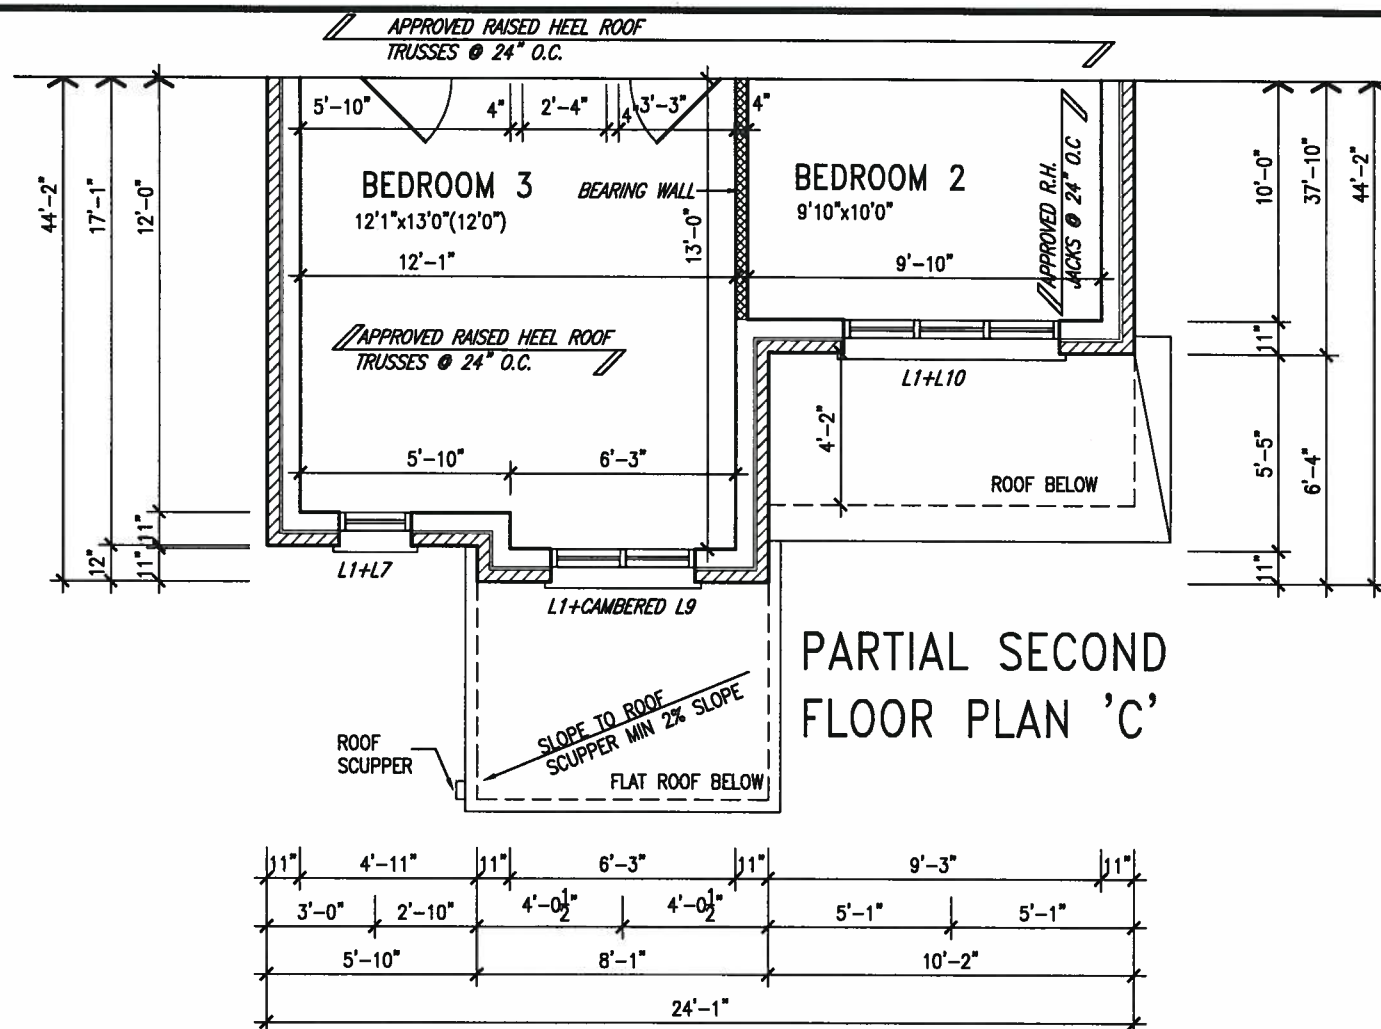 APPROVED RAISED HEEL ROOF
TRUSSES @ 24" O.C.
5'-10"
4"
2'-4"
4"
3'-3"
4"
44'-2"
17'-1"
12'-0"
BEDROOM 3
12'1"x13'0"(12'0")
BEARING WALL
13'-0"
BEDROOM 2
9'10"x10'0"
APPROVED R.H.
JACKS @ 24" O.C
10'-0"
37'-10"
44'-2"
12'-1"
9'-10"
APPROVED RAISED HEEL ROOF
TRUSSES @ 24" O.C.
11"
L1+L10
4'-2"
5'-10"
6'-3"
ROOF BELOW
5'-5"
6'-4"
11"
12"
11"
L1+L7
L1+CAMBERED L9
11"
PARTIAL SECOND
FLOOR PLAN 'C'
SLOPE TO ROOF
SCUPPER MIN 2% SLOPE
ROOF
SCUPPER
FLAT ROOF BELOW
11"
4'-11"
11"
6'-3"
11"
9'-3"
11"
3'-0"
2'-10"
4'-0½"
4'-0½"
5'-1"
5'-1"
5'-10"
8'-1"
10'-2"
24'-1"